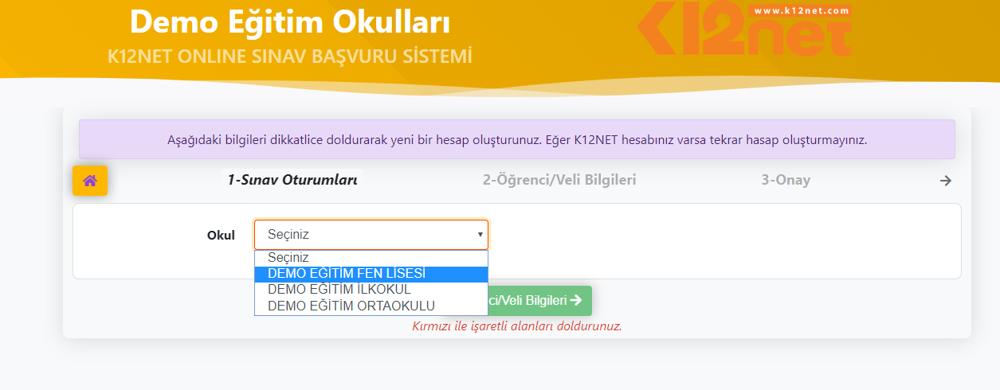 Demo Eğitim Okulları
K12NET ONLINE SINAV BAŞVURU SİSTEMİ
www.k12net.com
K12net
Aşağıdaki bilgileri dikkatlice doldurarak yeni bir hesap oluşturunuz. Eğer K12NET hesabınız varsa tekrar hasap oluşturmayınız.
1-Sınav Oturumları 2-Öğrenci/Veli Bilgileri 3-Onay
Okul Seçiniz
Seçiniz
DEMO EĞİTİM FEN LİSESİ
DEMO EĞİTİM İLKOKUL
DEMO EĞİTİM ORTAOKULU
ci/Veli Bilgileri
Kırmızı ile işaretli alanları doldurunuz.